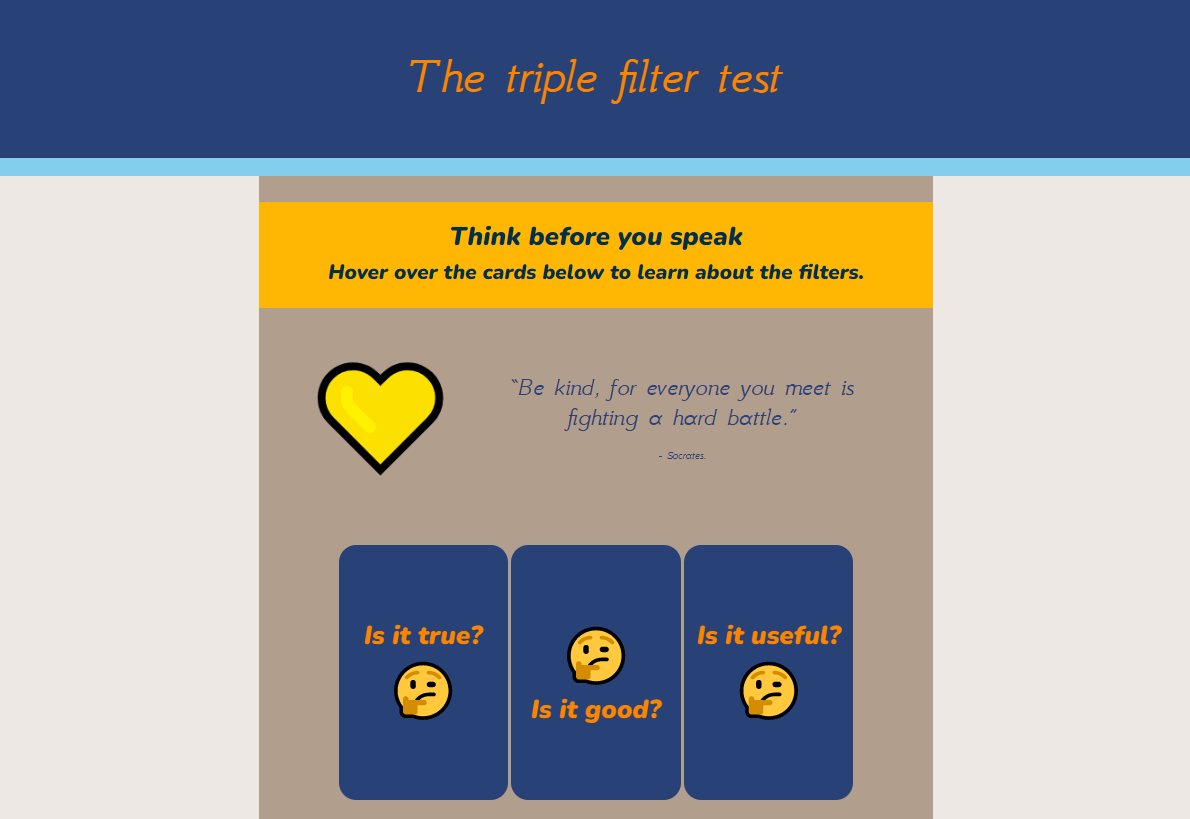 The triple filter test
Think before you speak
Hover over the cards below to learn about the filters.
“Be kind, for everyone you meet is
fighting a hard battle.”
- Socrates.
Is it true?
Is it good?
Is it useful?